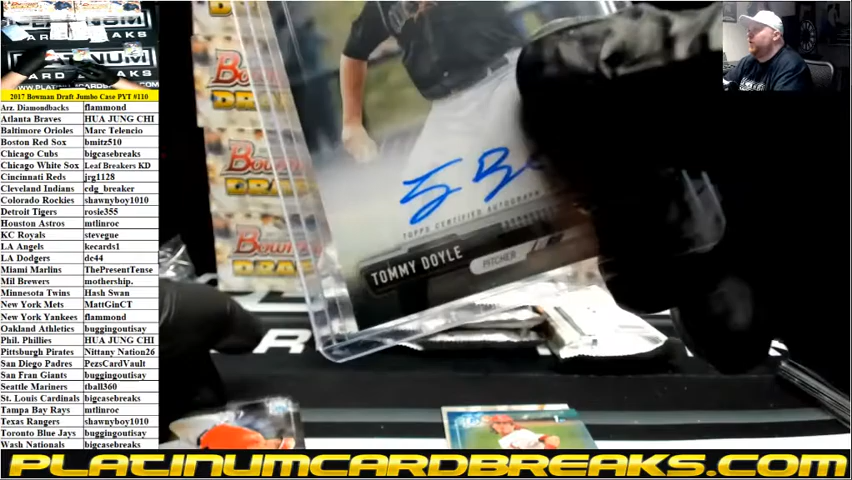 PLATINUM
CARD BREAKS
2017 Bowman Draft Jumbo Case PYT #110
Arz. Diamondbacks flammond
Atlanta Braves HUA JUNG CHI
Baltimore Orioles Marc Telencio
Boston Red Sox bmitz510
Chicago Cubs bigcasebreaks
Chicago White Sox Leaf Breakers KD
Cincinnati Reds jrg1128
Cleveland Indians cdg_breaker
Colorado Rockies shawnyboy1010
Detroit Tigers rosie355
Houston Astros mtlinroc
KC Royals stevegue
LA Angels kecards1
LA Dodgers dc44
Miami Marlins ThePresentTense
Mil Brewers mothership.
Minnesota Twins Hash Swan
New York Mets MattGinCT
New York Yankees flammond
Oakland Athletics buggingoutisay
Phil. Phillies HUA JUNG CHI
Pittsburgh Pirates Nittany Nation26
San Diego Padres PezsCardVault
San Fran Giants buggingoutisay
Seattle Mariners tball360
St. Louis Cardinals bigcasebreaks
Tampa Bay Rays mtlinroc
Texas Rangers shawnyboy1010
Toronto Blue Jays buggingoutisay
Wash Nationals bigcasebreaks
Bowman
DRAFT
Bowman
DRAFT
Bowman
DRAFT
TOPPS CERTIFIED AUTOGRAPH
TOMMY DOYLE
PITCHER
PLATINUMCARDBREAKS.COM